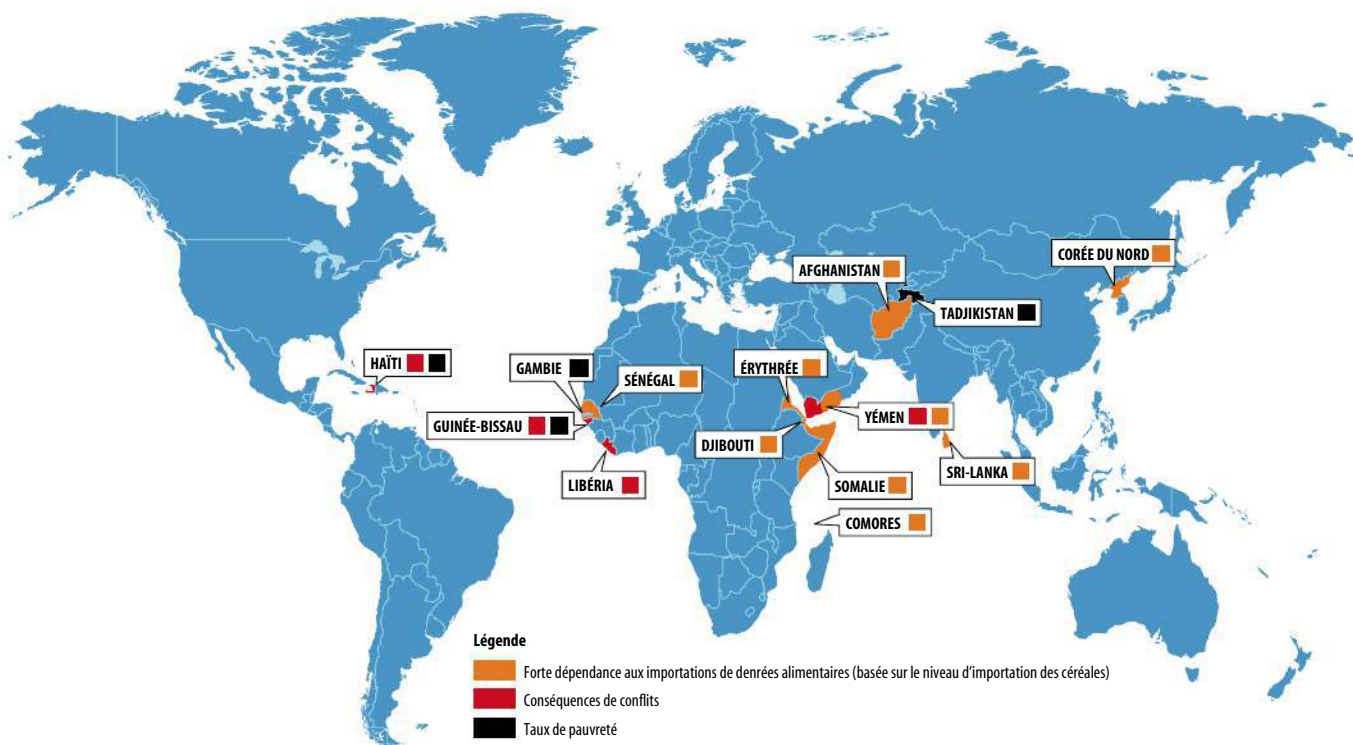 CORÉE DU NORD
AFGHANISTAN
TADJIKISTAN
HAÏTI
GAMBIE
SÉNÉGAL
ÉRYTHRÉE
GUINÉE-BISSAU
YÉMEN
DJIBOUTI
LIBÉRIA
SOMALIE
SRI-LANKA
COMORES
Légende
Forte dépendance aux importations de denrées alimentaires (basée sur le niveau d'importation des céréales)
Conséquences de conflits
Taux de pauvreté